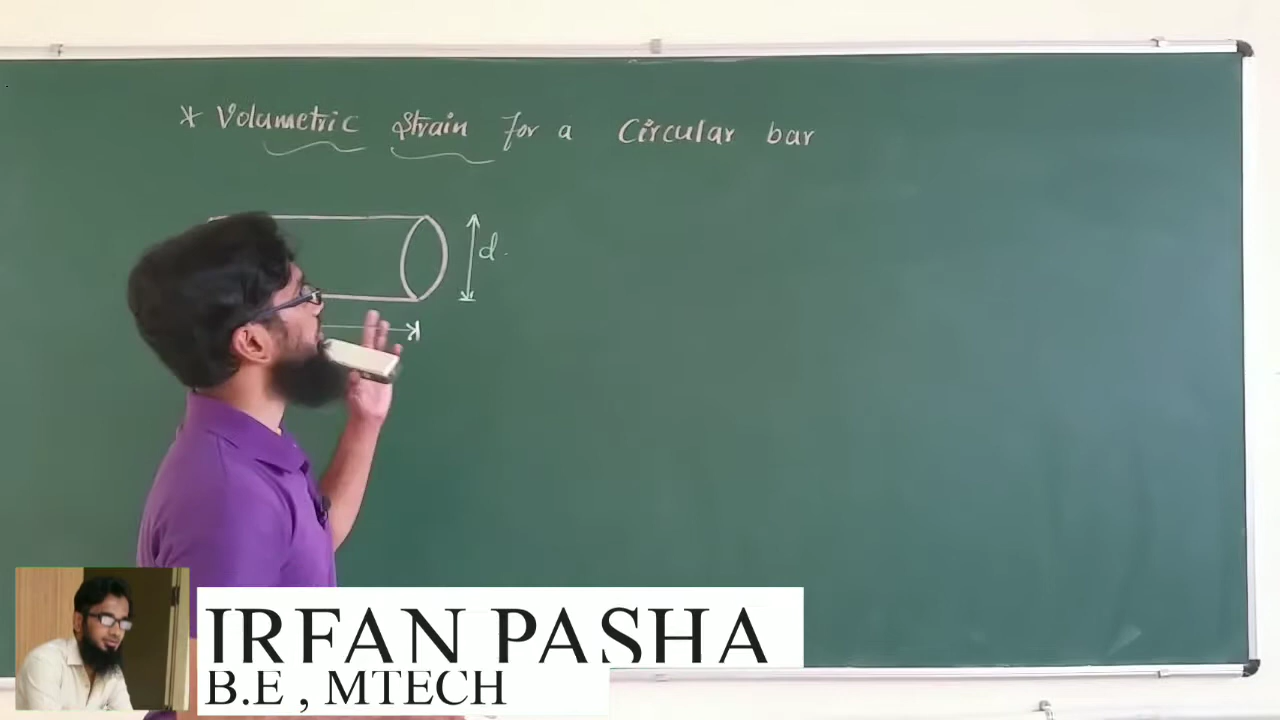 * Volumetric Strain for a Circular bar
d.
IRFAN PASHA
B.E , MTECH